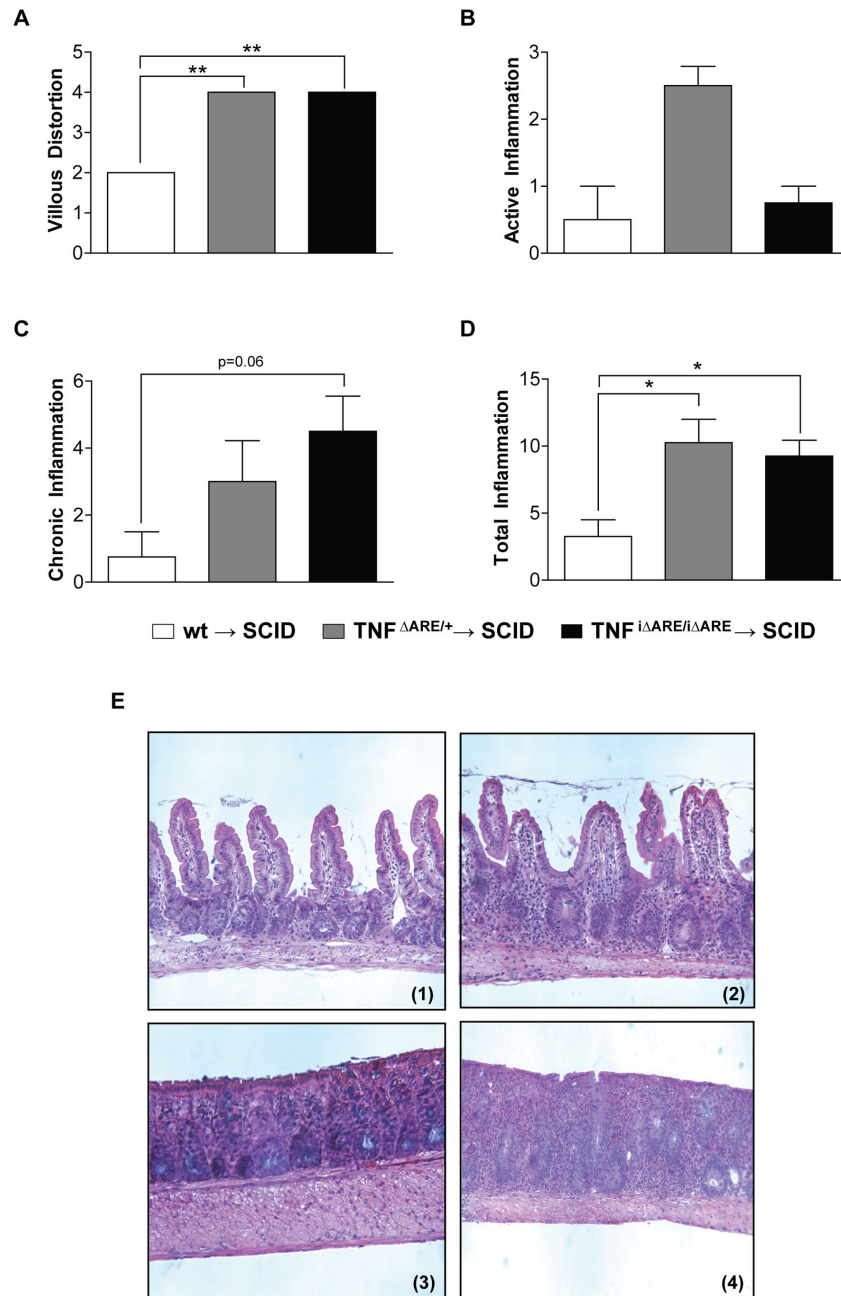 A
Villous Distortion
5
4
3
2
1
0
**
**
B
Active Inflammation
3
2
1
0
C
Chronic Inflammation
6
4
2
0
p=0.06
D
Total Inflammation
15
10
5
0
*
*
wt → SCID TNF ΔARE/+ → SCID TNF iΔARE/iΔARE → SCID
E
(1)
(2)
(3)
(4)